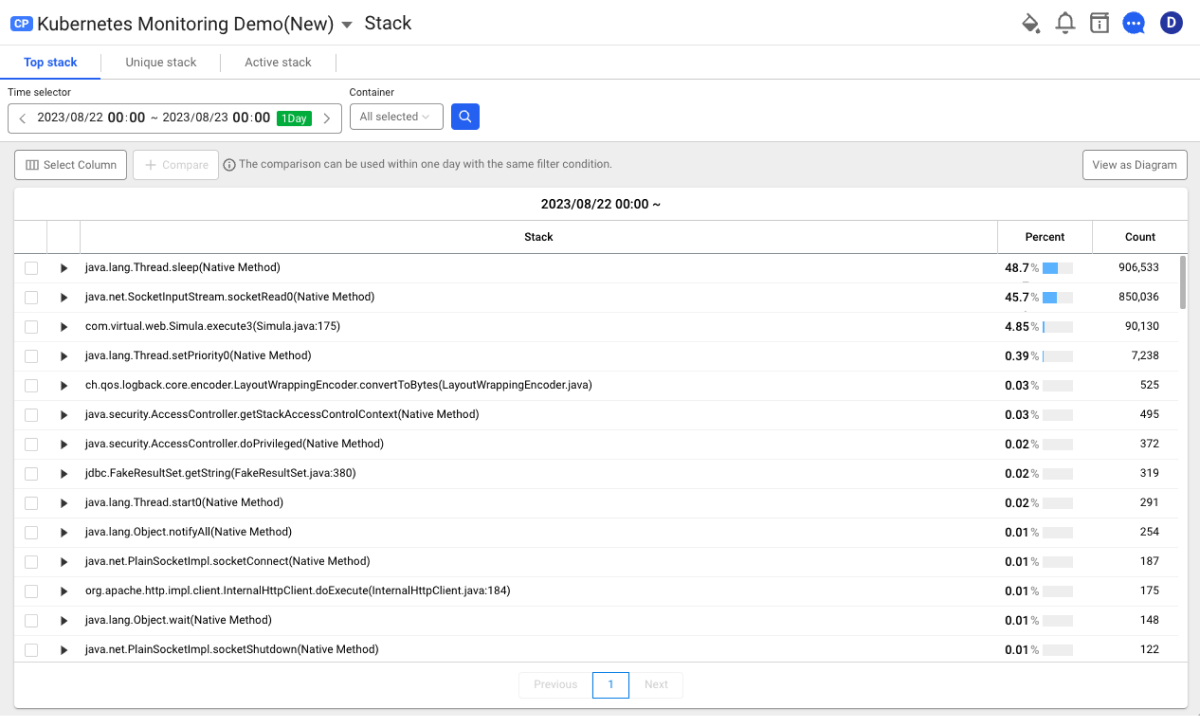 CP Kubernetes Monitoring Demo(New) Stack D
Top stack Unique stack Active stack
Time selector Container
2023/08/22 00:00 ~ 2023/08/23 00:00 1Day All selected
Select Column + Compare The comparison can be used within one day with the same filter condition. View as Diagram
2023/08/22 00:00 ~
Stack Percent Count
java.lang.Thread.sleep(Native Method) 48.7% 906,533
java.net.SocketInputStream.socketRead0(Native Method) 45.7% 850,036
com.virtual.web.Simula.execute3(Simula.java:175) 4.85% 90,130
java.lang.Thread.setPriority0(Native Method) 0.39% 7,238
ch.qos.logback.core.encoder.LayoutWrappingEncoder.convertToBytes(LayoutWrappingEncoder.java) 0.03% 525
java.security.AccessController.getStackAccessControlContext(Native Method) 0.03% 495
java.security.AccessController.doPrivileged(Native Method) 0.02% 372
jdbc.FakeResultSet.getString(FakeResultSet.java:380) 0.02% 319
java.lang.Thread.start0(Native Method) 0.02% 291
java.lang.Object.notifyAll(Native Method) 0.01% 254
java.net.PlainSocketImpl.socketConnect(Native Method) 0.01% 187
org.apache.http.impl.client.InternalHttpClient.doExecute(InternalHttpClient.java:184) 0.01% 175
java.lang.Object.wait(Native Method) 0.01% 148
java.net.PlainSocketImpl.socketShutdown(Native Method) 0.01% 122
Previous 1 Next